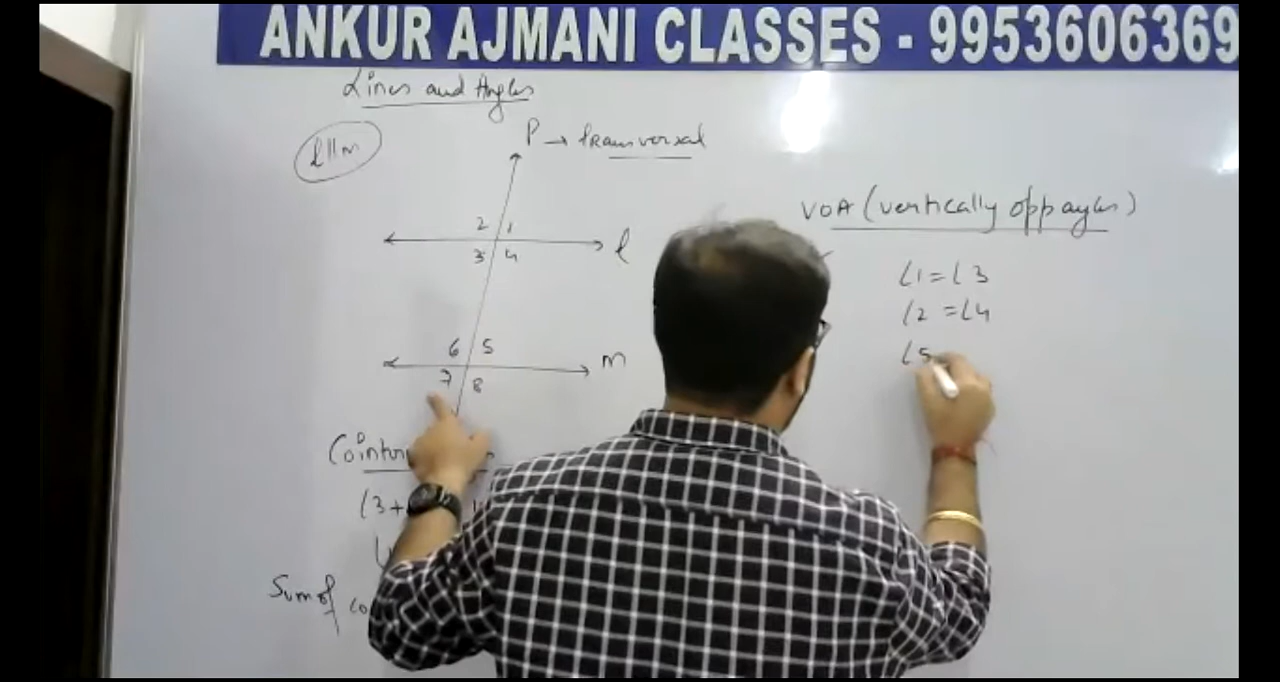 ANKUR AJMANI CLASSES - 9953606369
Lines and Angles
l||m
P → transversal
2 1
3 4
l
6 5
7 8
m
VOA (vertically opp angles)
∠1 = ∠3
∠2 = ∠4
∠5
∠3+
Sum of